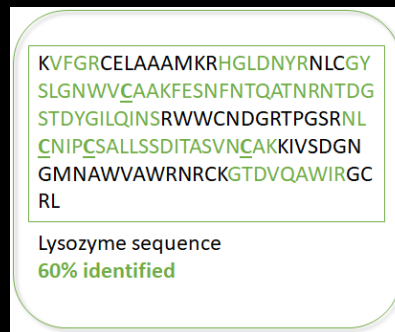 KVFGRCELAAAMKRHGLDNYRNLCGY
SLGNWVCAAKFESNFNTQATNRNTDG
STDYGILQINSRWWCNDGRTPGSRNL
CNIPCSALLSSDITASVNCAKKIVSDGN
GMNAWVAWRNRCKGTDVQAWIRGC
RL
Lysozyme sequence
60% identified